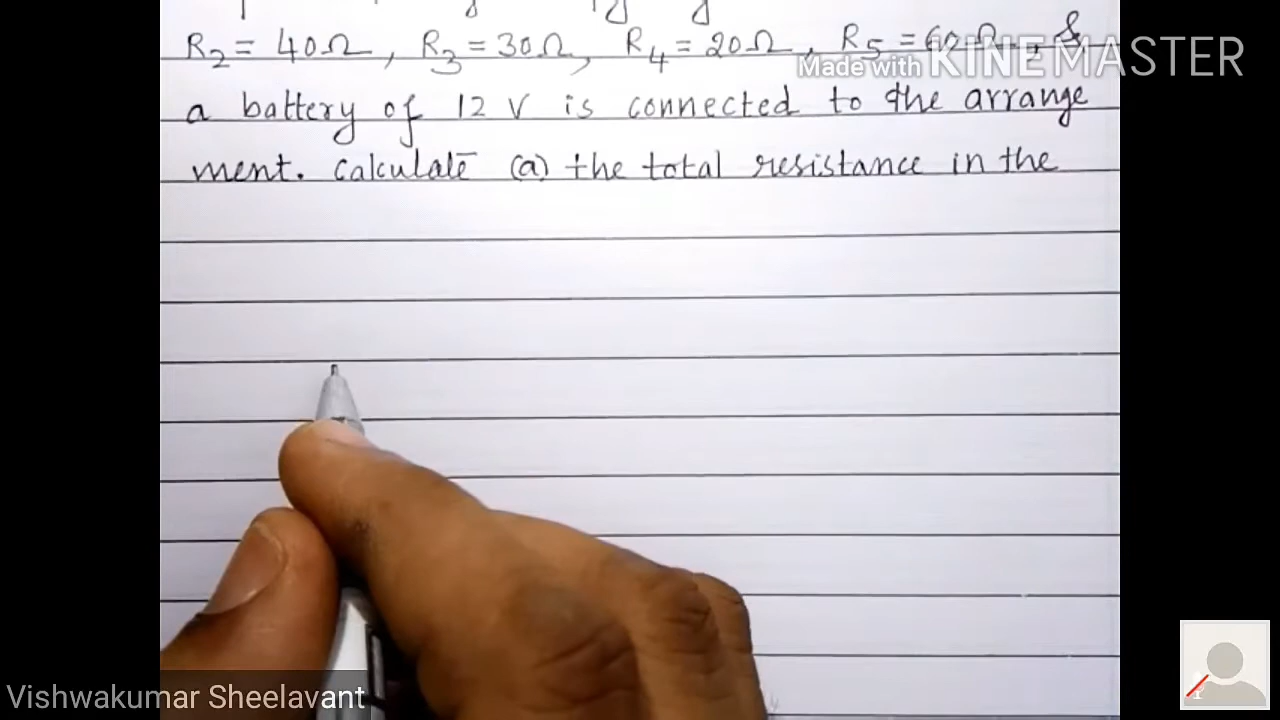 R2 = 40Ω, R3 = 30Ω, R4 = 20Ω, R5 = 60Ω, &
Made with KINEMASTER
a battery of 12 V is connected to the arrange
ment. Calculate (a) the total resistance in the
Vishwakumar Sheelavant